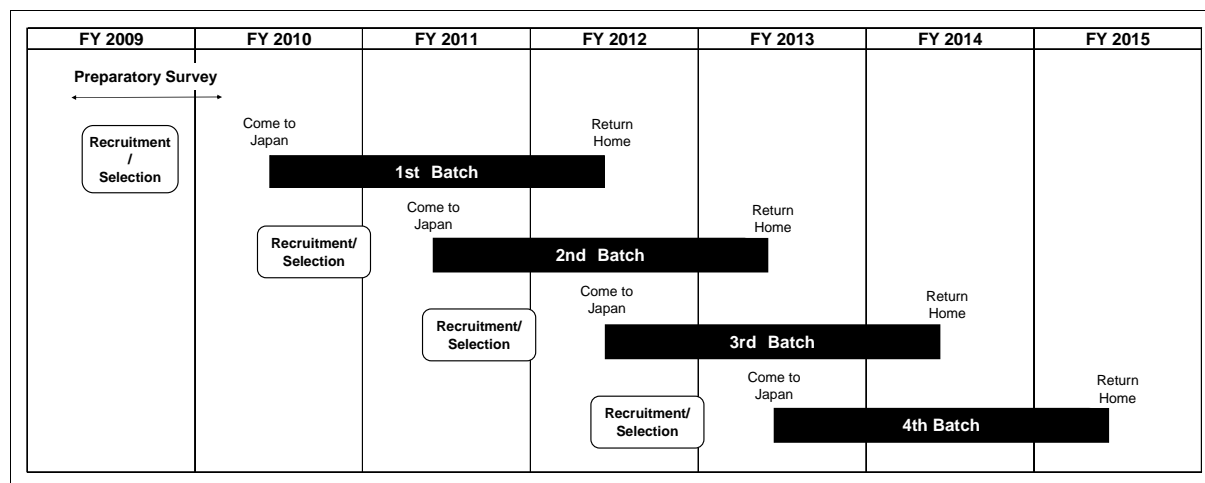 FY 2009 FY 2010 FY 2011 FY 2012 FY 2013 FY 2014 FY 2015
Preparatory Survey
Come to
Japan
Return
Home
Recruitment
/
Selection
1st Batch
Come to
Japan
Return
Home
Recruitment/
Selection
2nd Batch
Come to
Japan
Return
Home
Recruitment/
Selection
3rd Batch
Come to
Japan
Return
Home
Recruitment/
Selection
4th Batch